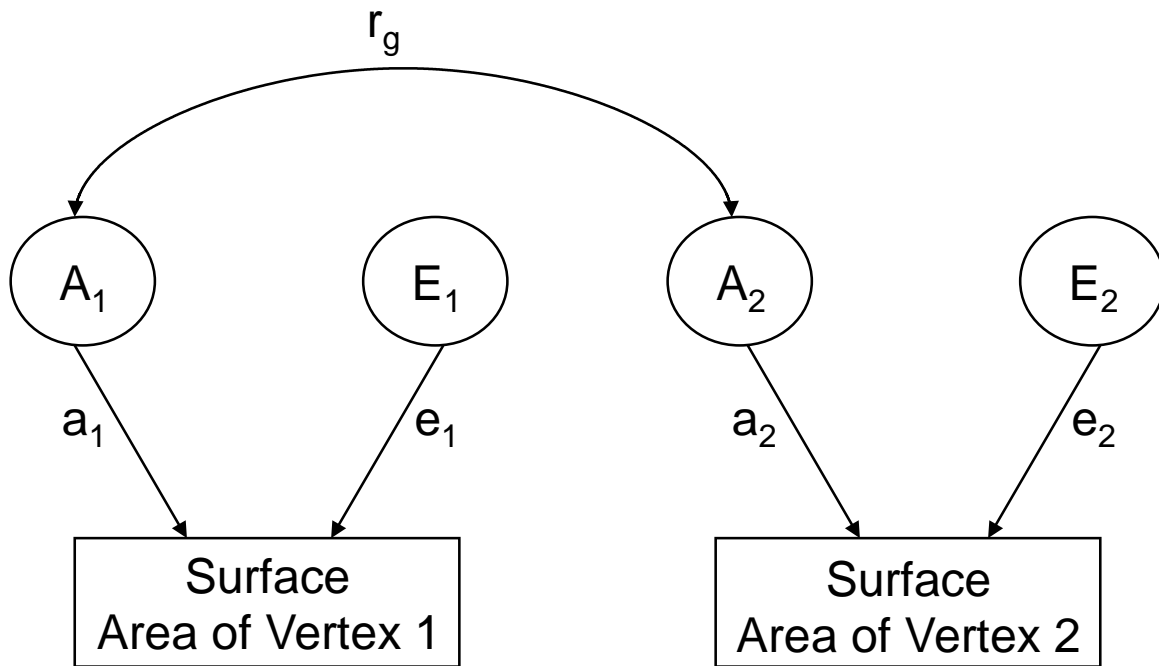 r_g
A_1
E_1
A_2
E_2
a_1
e_1
a_2
e_2
Surface
Area of Vertex 1
Surface
Area of Vertex 2